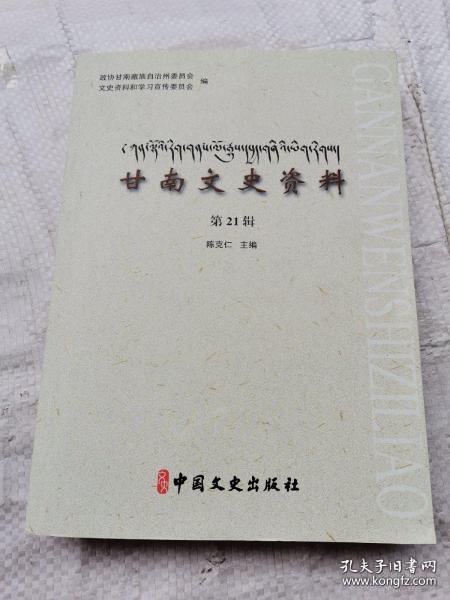 政协甘南藏族自治州委员会
文史资料和学习宣传委员会 编
甘南文史资料
第21辑
陈克仁 主编
GANNANWENSHIZILIAO
文史
中国文史出版社
孔夫子旧书网
www.kongfz.com